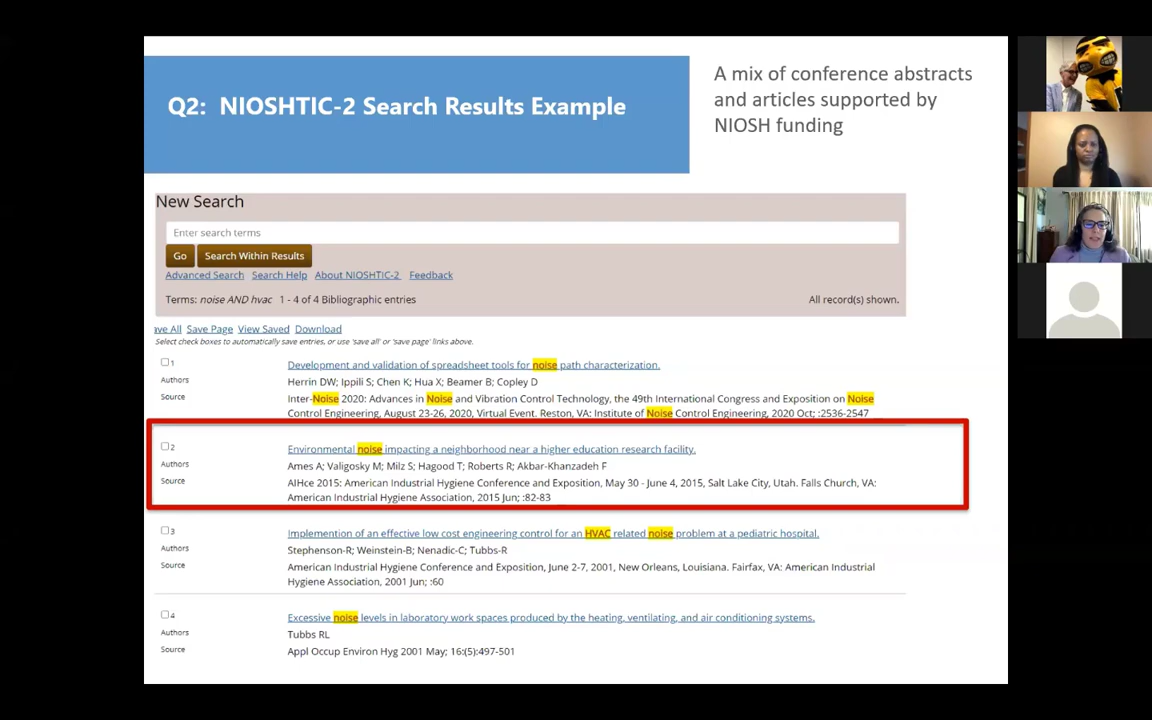 Q2:  NIOSHTIC-2 Search Results Example
A mix of conference abstracts
and articles supported by
NIOSH funding
New Search
Enter search terms
Go Search Within Results
Advanced Search Search Help About NIOSHTIC-2 Feedback
Terms: noise AND hvac 1 - 4 of 4 Bibliographic entries All record(s) shown.
ave All Save Page View Saved Download
Select check boxes to automatically save entries, or use 'save all' or 'save page' links above.
1 Development and validation of spreadsheet tools for noise path characterization.
Authors Herrin DW; Ippili S; Chen K; Hua X; Beamer B; Copley D
Source Inter-Noise 2020: Advances in Noise and Vibration Control Technology, the 49th International Congress and Exposition on Noise
Control Engineering, August 23-26, 2020, Virtual Event. Reston, VA: Institute of Noise Control Engineering, 2020 Oct; :2536-2547
2 Environmental noise impacting a neighborhood near a higher education research facility.
Authors Ames A; Valigosky M; Milz S; Hagood T; Roberts R; Akbar-Khanzadeh F
Source AIHce 2015: American Industrial Hygiene Conference and Exposition, May 30 - June 4, 2015, Salt Lake City, Utah. Falls Church, VA:
American Industrial Hygiene Association, 2015 Jun; :82-83
3 Implemention of an effective low cost engineering control for an HVAC related noise problem at a pediatric hospital.
Authors Stephenson-R; Weinstein-B; Nenadic-C; Tubbs-R
Source American Industrial Hygiene Conference and Exposition, June 2-7, 2001, New Orleans, Louisiana. Fairfax, VA: American Industrial
Hygiene Association, 2001 Jun; :60
4 Excessive noise levels in laboratory work spaces produced by the heating, ventilating, and air conditioning systems.
Authors Tubbs RL
Source Appl Occup Environ Hyg 2001 May; 16:(5):497-501